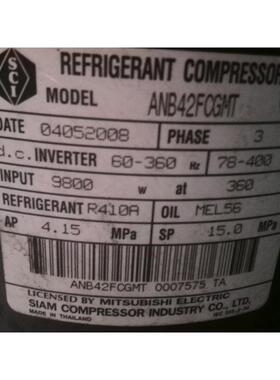 SCI
REFRIGERANT COMPRESSOR
MODEL ANB42FCGMT
DATE 04052008 PHASE 3
d.c. INVERTER 60-360 Hz 78-400
INPUT 9800 W at 360
REFRIGERANT R410A OIL MEL56
AP 4.15 MPa SP 15.0 MPa
ANB42FCGMT 0007575 TA
LICENSED BY MITSUBISHI ELECTRIC
SIAM COMPRESSOR INDUSTRY CO., LTD.
MADE IN THAILAND